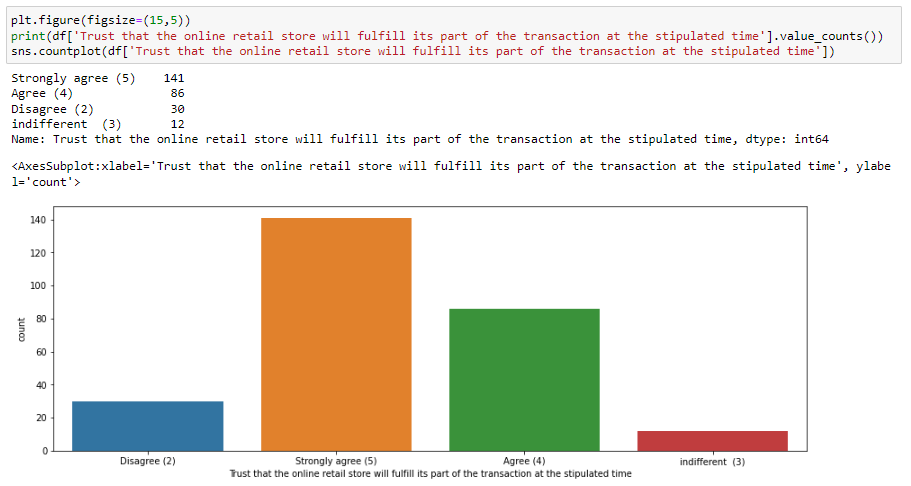 plt.figure(figsize=(15,5))
print(df['Trust that the online retail store will fulfill its part of the transaction at the stipulated time'].value_counts())
sns.countplot(df['Trust that the online retail store will fulfill its part of the transaction at the stipulated time'])
Strongly agree (5)    141
Agree (4)              86
Disagree (2)           30
indifferent  (3)       12
Name: Trust that the online retail store will fulfill its part of the transaction at the stipulated time, dtype: int64
<AxesSubplot:xlabel='Trust that the online retail store will fulfill its part of the transaction at the stipulated time', ylabe
l='count'>
140
120
100
80
60
40
20
0
count
Disagree (2)
Strongly agree (5)
Agree (4)
indifferent  (3)
Trust that the online retail store will fulfill its part of the transaction at the stipulated time